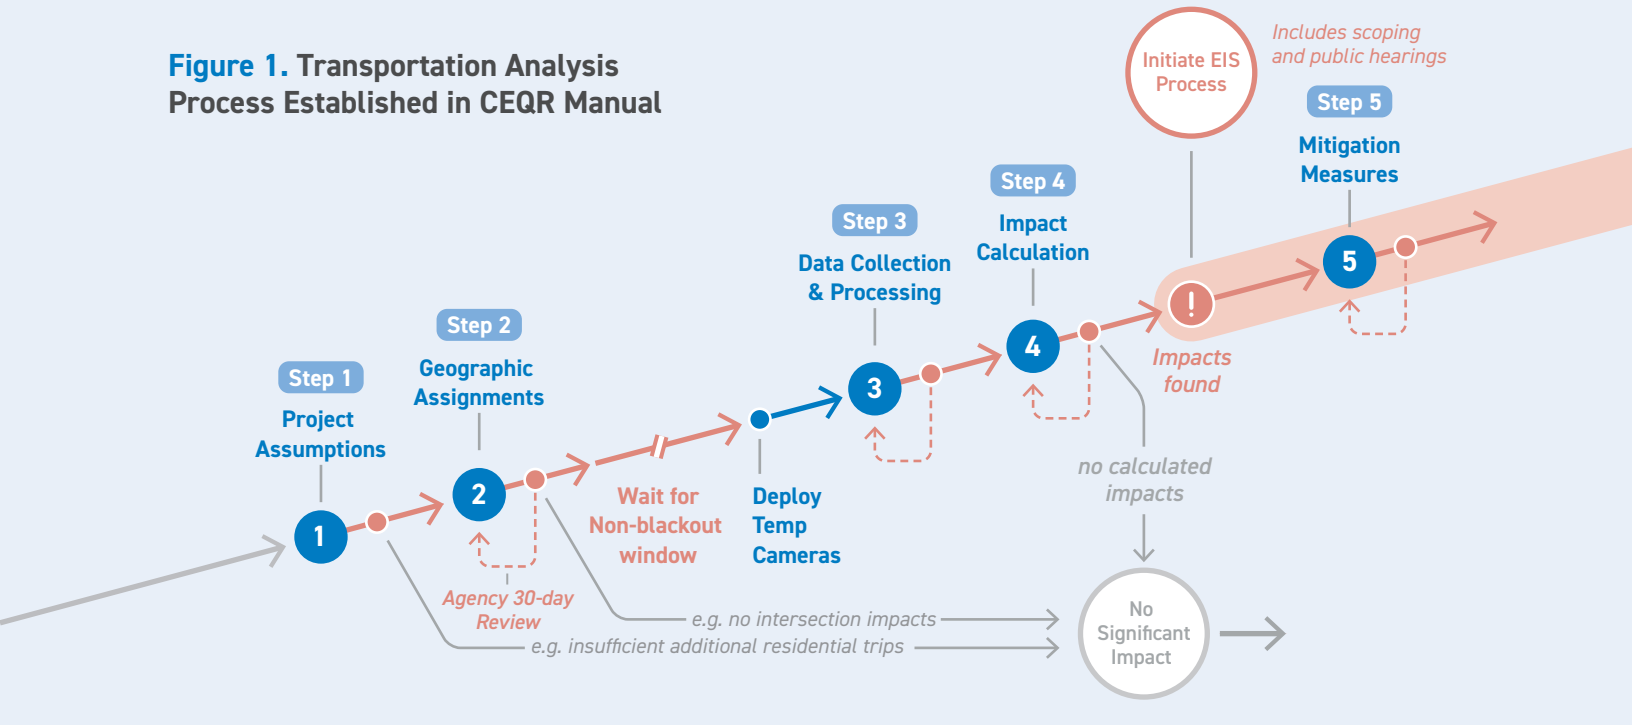 Figure 1. Transportation Analysis
Process Established in CEQR Manual
Initiate EIS
Process
Includes scoping
and public hearings
Step 5
Mitigation
Measures
Step 4
Impact
Calculation
Step 3
Data Collection
& Processing
Step 2
Geographic
Assignments
Step 1
Project
Assumptions
1
2
3
4
!
5
Impacts
found
Wait for
Non-blackout
window
Deploy
Temp
Cameras
Agency 30-day
Review
no calculated
impacts
e.g. no intersection impacts
e.g. insufficient additional residential trips
No
Significant
Impact